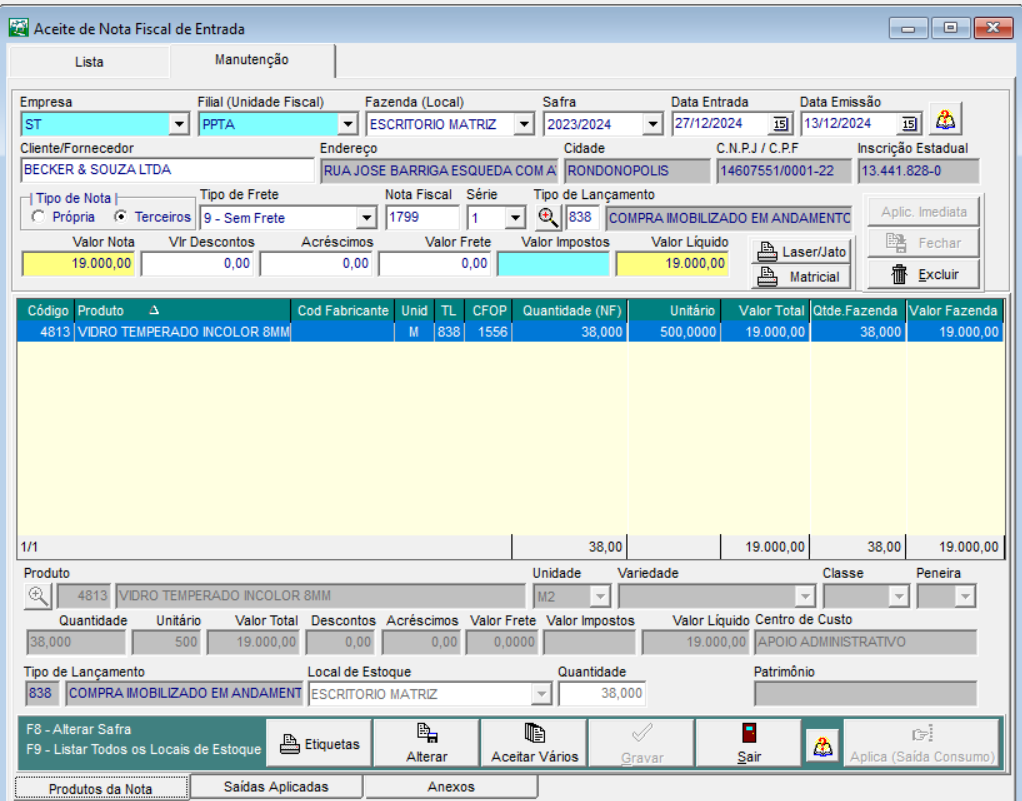 Aceite de Nota Fiscal de Entrada
Lista Manutenção
Empresa Filial (Unidade Fiscal) Fazenda (Local) Safra Data Entrada Data Emissão
ST PPTA ESCRITORIO MATRIZ 2023/2024 27/12/2024 15 13/12/2024 15
Cliente/Fornecedor Endereço Cidade C.N.P.J / C.P.F Inscrição Estadual
BECKER & SOUZA LTDA RUA JOSE BARRIGA ESQUEDA COM A RONDONOPOLIS 14607551/0001-22 13.441.828-0
| Tipo de Nota | Tipo de Frete Nota Fiscal Série Tipo de Lançamento
Própria Terceiros 9 - Sem Frete 1799 1 838 COMPRA IMOBILIZADO EM ANDAMENTO Aplic. Imediata
Valor Nota Vlr Descontos Acréscimos Valor Frete Valor Impostos Valor Líquido Laser/Jato Fechar
19.000,00 0,00 0,00 0,00 19.000,00 Matricial Excluir
Código Produto Cod Fabricante Unid TL CFOP Quantidade (NF) Unitário Valor Total Qtde.Fazenda Valor Fazenda
4813 VIDRO TEMPERADO INCOLOR 8MM M 838 1556 38,000 500,0000 19.000,00 38,000 19.000,00
1/1 38,00 19.000,00 38,00 19.000,00
Produto Unidade Variedade Classe Peneira
4813 VIDRO TEMPERADO INCOLOR 8MM M2
Quantidade Unitário Valor Total Descontos Acréscimos Valor Frete Valor Impostos Valor Líquido Centro de Custo
38,000 500 19.000,00 0,00 0,00 0,0000 19.000,00 APOIO ADMINISTRATIVO
Tipo de Lançamento Local de Estoque Quantidade Patrimônio
838 COMPRA IMOBILIZADO EM ANDAMENT ESCRITORIO MATRIZ 38,000
F8 - Alterar Safra
F9 - Listar Todos os Locais de Estoque Etiquetas Alterar Aceitar Vários Gravar Sair Aplica (Saída Consumo)
Produtos da Nota Saídas Aplicadas Anexos